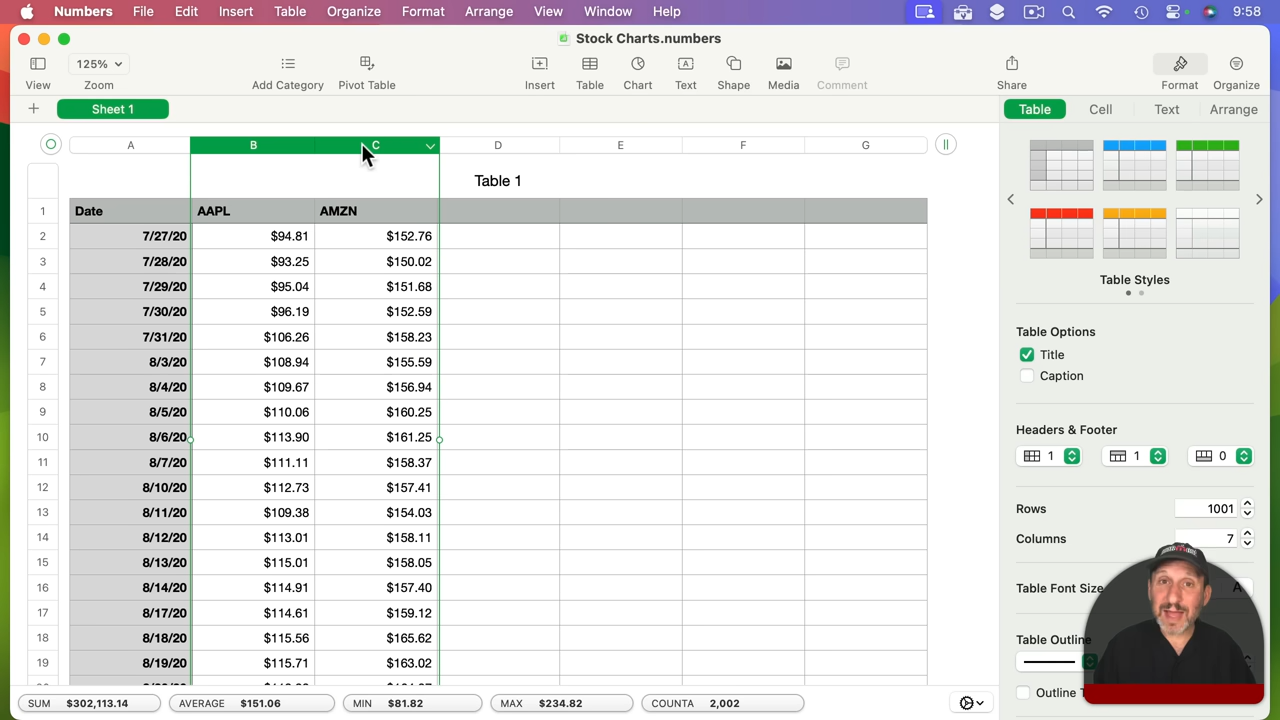 Numbers File Edit Insert Table Organize Format Arrange View Window Help 9:58
Stock Charts.numbers
125%
View Zoom Add Category Pivot Table Insert Table Chart Text Shape Media Comment Share Format Organize
Sheet 1
Table Cell Text Arrange
A B C D E F G
Table 1
1 Date AAPL AMZN
2 7/27/20 $94.81 $152.76
3 7/28/20 $93.25 $150.02
4 7/29/20 $95.04 $151.68
5 7/30/20 $96.19 $152.59
6 7/31/20 $106.26 $158.23
7 8/3/20 $108.94 $155.59
8 8/4/20 $109.67 $156.94
9 8/5/20 $110.06 $160.25
10 8/6/20 $113.90 $161.25
11 8/7/20 $111.11 $158.37
12 8/10/20 $112.73 $157.41
13 8/11/20 $109.38 $154.03
14 8/12/20 $113.01 $158.11
15 8/13/20 $115.01 $158.05
16 8/14/20 $114.91 $157.40
17 8/17/20 $114.61 $159.12
18 8/18/20 $115.56 $165.62
19 8/19/20 $115.71 $163.02
SUM $302,113.14 AVERAGE $151.06 MIN $81.82 MAX $234.82 COUNTA 2,002
Table Styles
Table Options
Title
Caption
Headers & Footer
1 1 0
Rows 1001
Columns 7
Table Font Size A
Table Outline
Outline